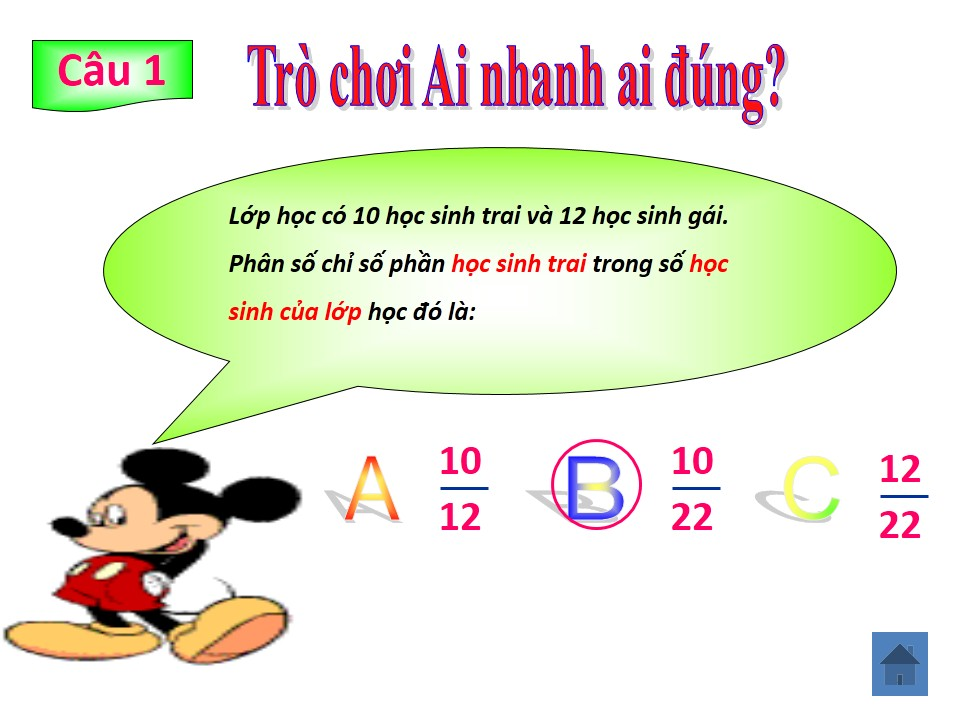 Câu 1
Trò chơi Ai nhanh ai đúng?
Lớp học có 10 học sinh trai và 12 học sinh gái.
Phân số chỉ số phần học sinh trai trong số học
sinh của lớp học đó là:
A 10/12 B 10/22 C 12/22